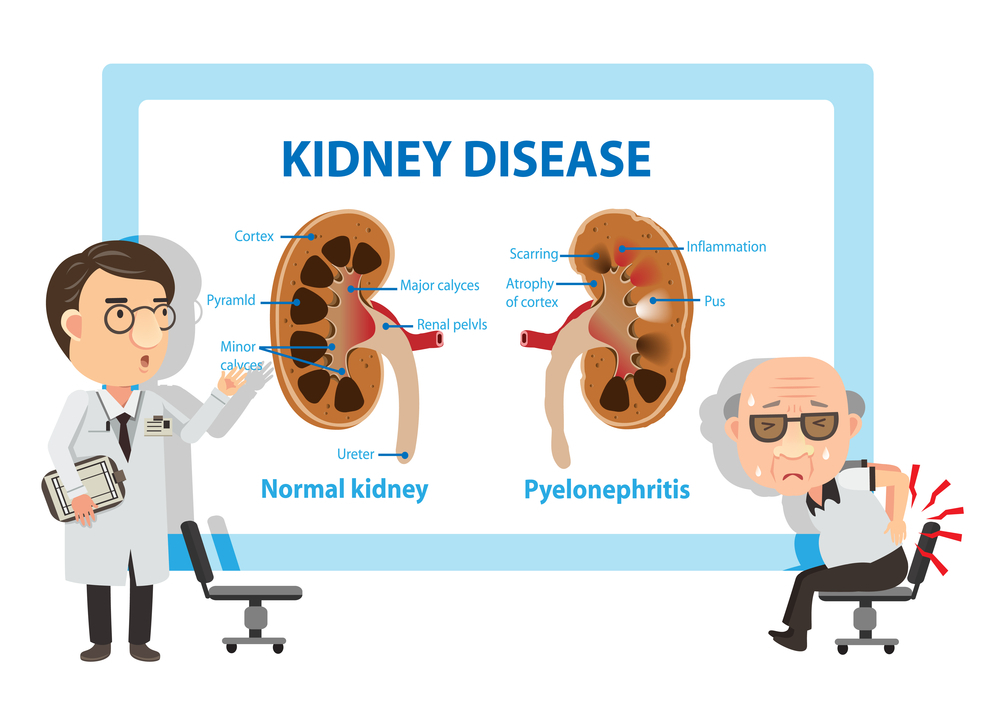 KIDNEY DISEASE
Cortex
Pyramld
Minor
calyces
Major calyces
Renal pelvls
Ureter
Normal kidney
Scarring
Atrophy
of cortex
Inflammation
Pus
Pyelonephritis